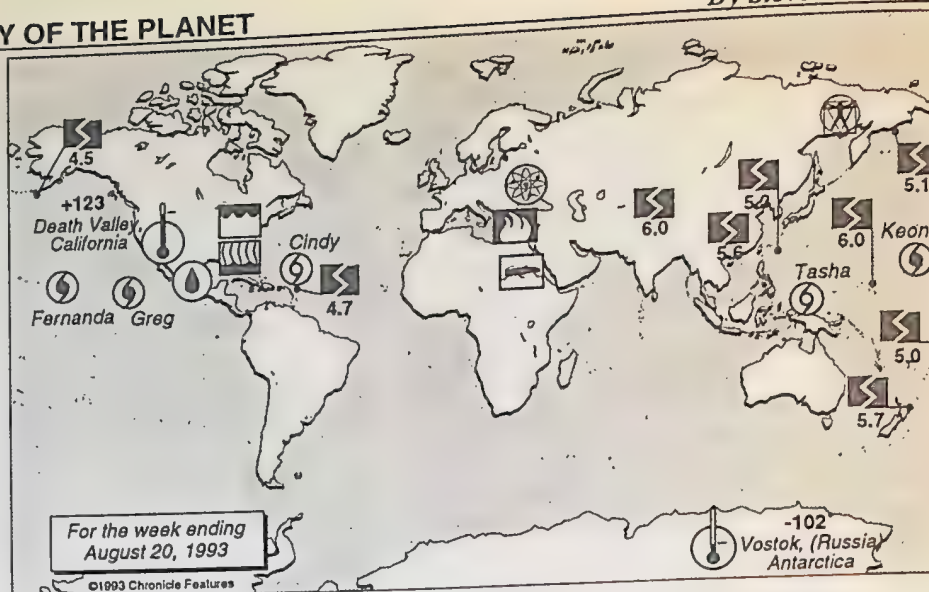 Y OF THE PLANET
4.5
+123
Death Valley
California
Fernanda
Greg
Cindy
4.7
6.0
5.6
6.0
5.1
Keon
Tasha
5.0
5.7
For the week ending
August 20, 1993
-102
Vostok, (Russia)
Antarctica
©1993 Chronicle Features